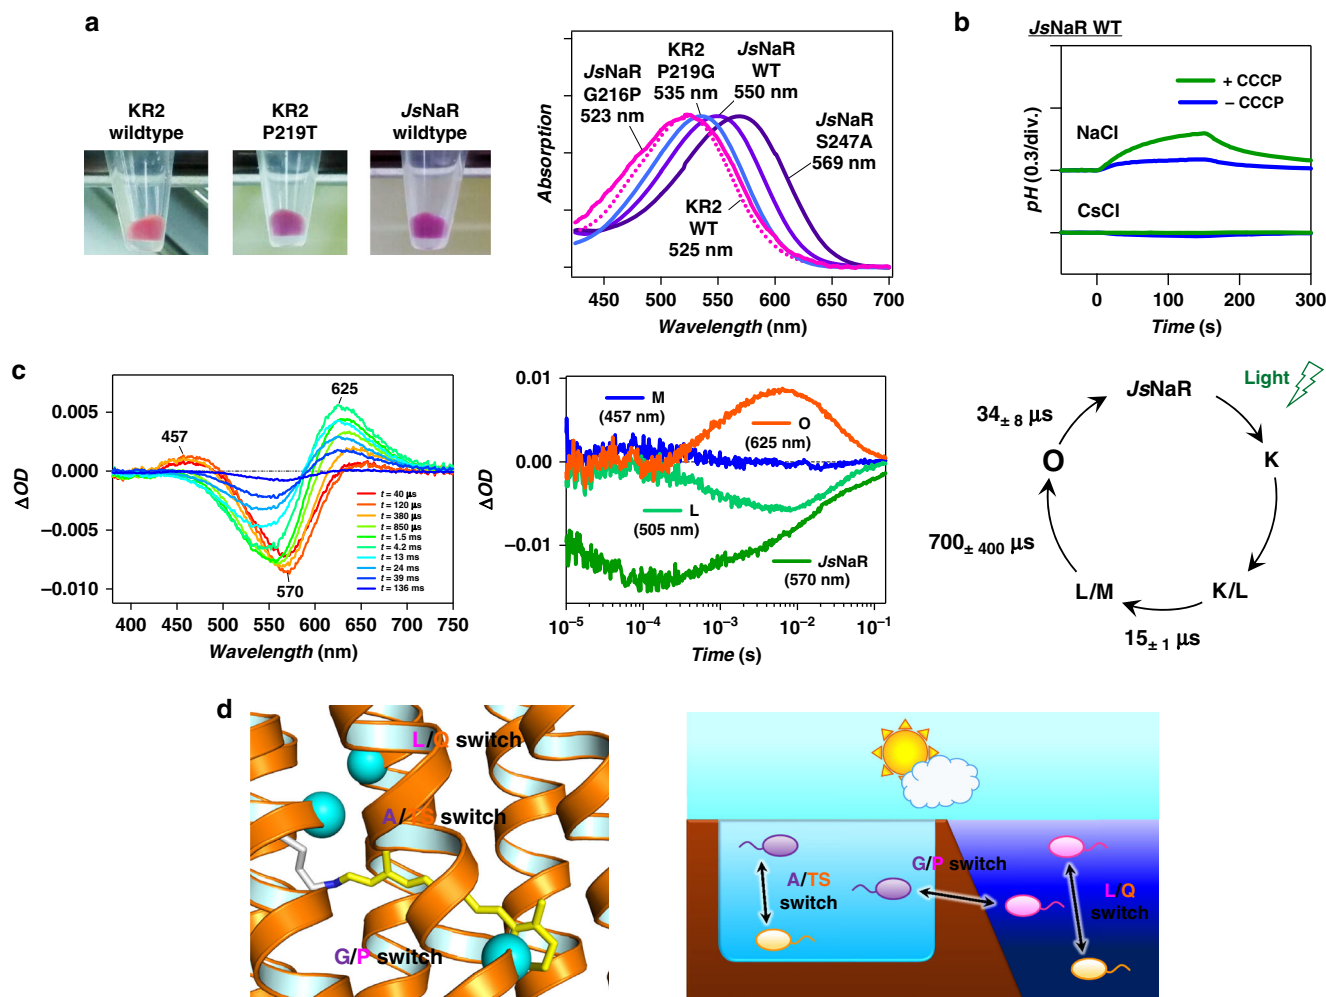 a
KR2
wildtype
KR2
P219T
JsNaR
wildtype
Absorption
JsNaR
G216P
523 nm
KR2
P219G
535 nm
JsNaR
WT
550 nm
JsNaR
S247A
569 nm
KR2
WT
525 nm
450 500 550 600 650 700
Wavelength (nm)
b
JsNaR WT
+ CCCP
− CCCP
NaCl
CsCl
pH (0.3/div.)
0 100 200 300
Time (s)
c
ΔOD
0.005
0.000
−0.005
−0.010
457
625
570
t = 40 μs
t = 120 μs
t = 380 μs
t = 850 μs
t = 1.5 ms
t = 4.2 ms
t = 13 ms
t = 24 ms
t = 39 ms
t = 136 ms
400 450 500 550 600 650 700 750
Wavelength (nm)
ΔOD
0.01
0.00
−0.01
M
(457 nm)
O
(625 nm)
L
(505 nm)
JsNaR
(570 nm)
10⁻⁵ 10⁻⁴ 10⁻³ 10⁻² 10⁻¹
Time (s)
Light
JsNaR
K
K/L
L/M
O
34± 8 μs
700± 400 μs
15± 1 μs
d
L/Q switch
A/TS switch
G/P switch
A/TS
switch
G/P switch
L/Q
switch